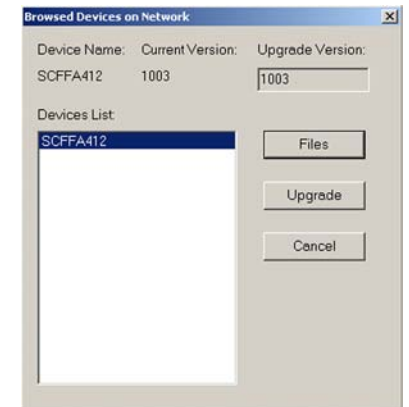 Browsed Devices on Network
Device Name: Current Version: Upgrade Version:
SCFFA412 1003 1003
Devices List:
SCFFA412
Files
Upgrade
Cancel